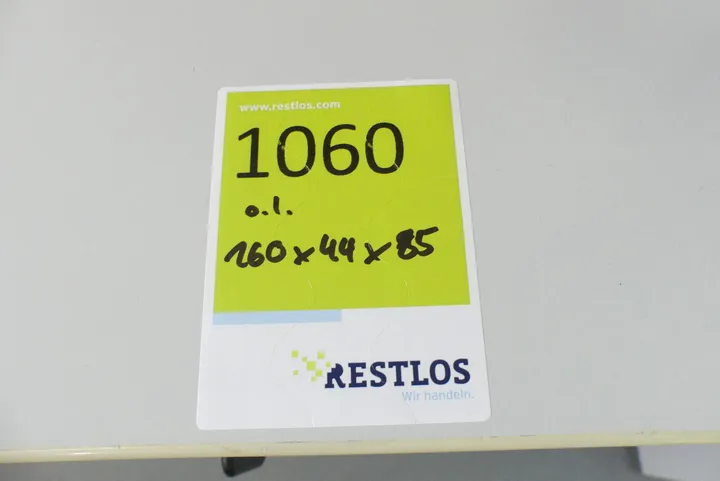 www.restlos.com
1060
o.l.
160 x 44 x 85
RESTLOS
Wir handeln.